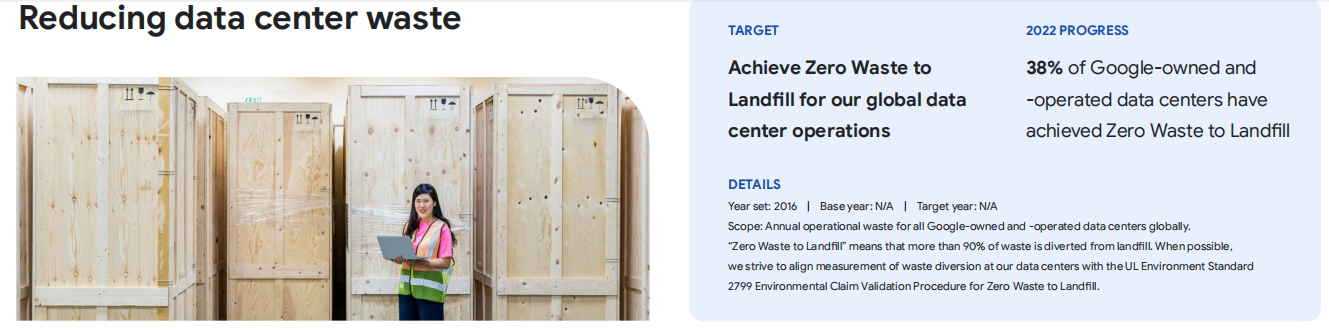 Reducing data center waste
TARGET
Achieve Zero Waste to
Landfill for our global data
center operations
2022 PROGRESS
38% of Google-owned and
-operated data centers have
achieved Zero Waste to Landfill
DETAILS
Year set: 2016 | Base year: N/A | Target year: N/A
Scope: Annual operational waste for all Google-owned and -operated data centers globally.
“Zero Waste to Landfill” means that more than 90% of waste is diverted from landfill. When possible,
we strive to align measurement of waste diversion at our data centers with the UL Environment Standard
2799 Environmental Claim Validation Procedure for Zero Waste to Landfill.
EXIT